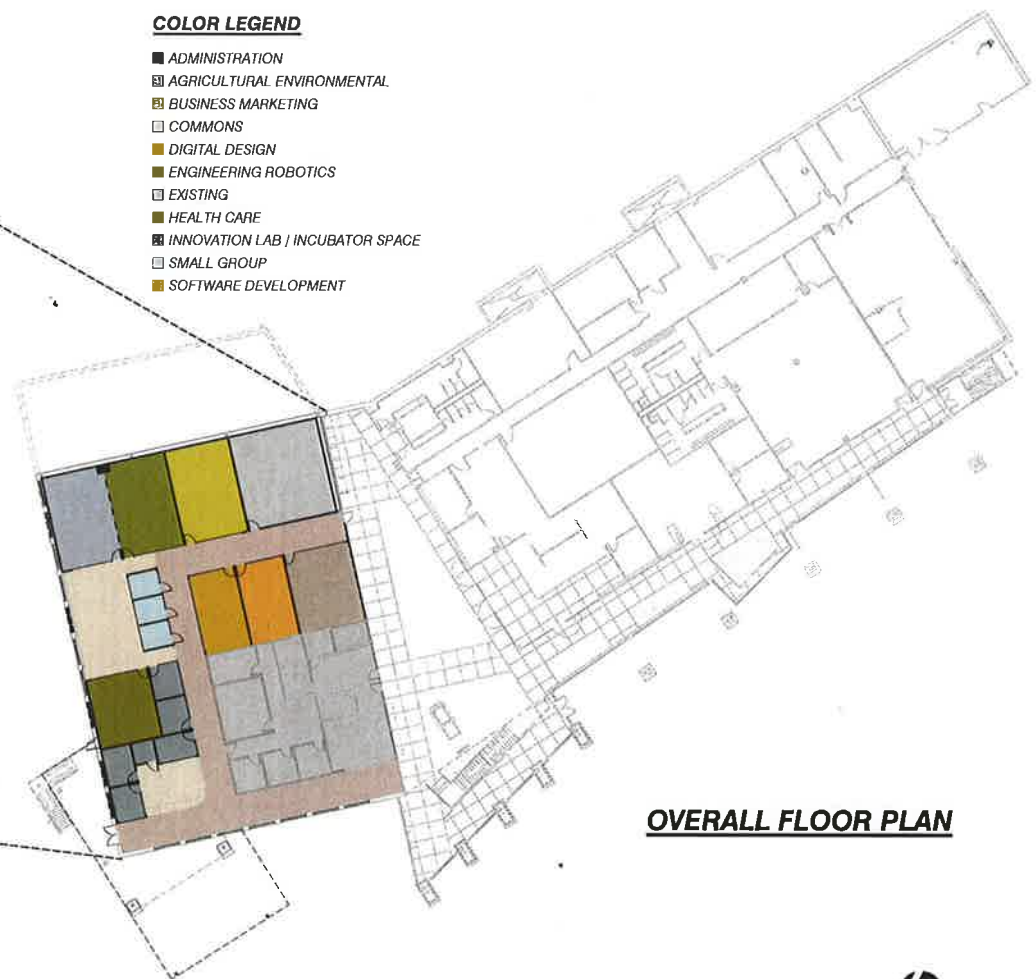 COLOR LEGEND
ADMINISTRATION
AGRICULTURAL ENVIRONMENTAL
BUSINESS MARKETING
COMMONS
DIGITAL DESIGN
ENGINEERING ROBOTICS
EXISTING
HEALTH CARE
INNOVATION LAB / INCUBATOR SPACE
SMALL GROUP
SOFTWARE DEVELOPMENT
OVERALL FLOOR PLAN